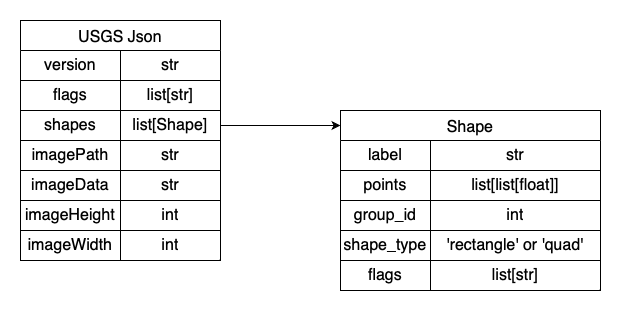 USGS Json
version str
flags list[str]
shapes list[Shape]
imagePath str
imageData str
imageHeight int
imageWidth int
Shape
label str
points list[list[float]]
group_id int
shape_type 'rectangle' or 'quad'
flags list[str]